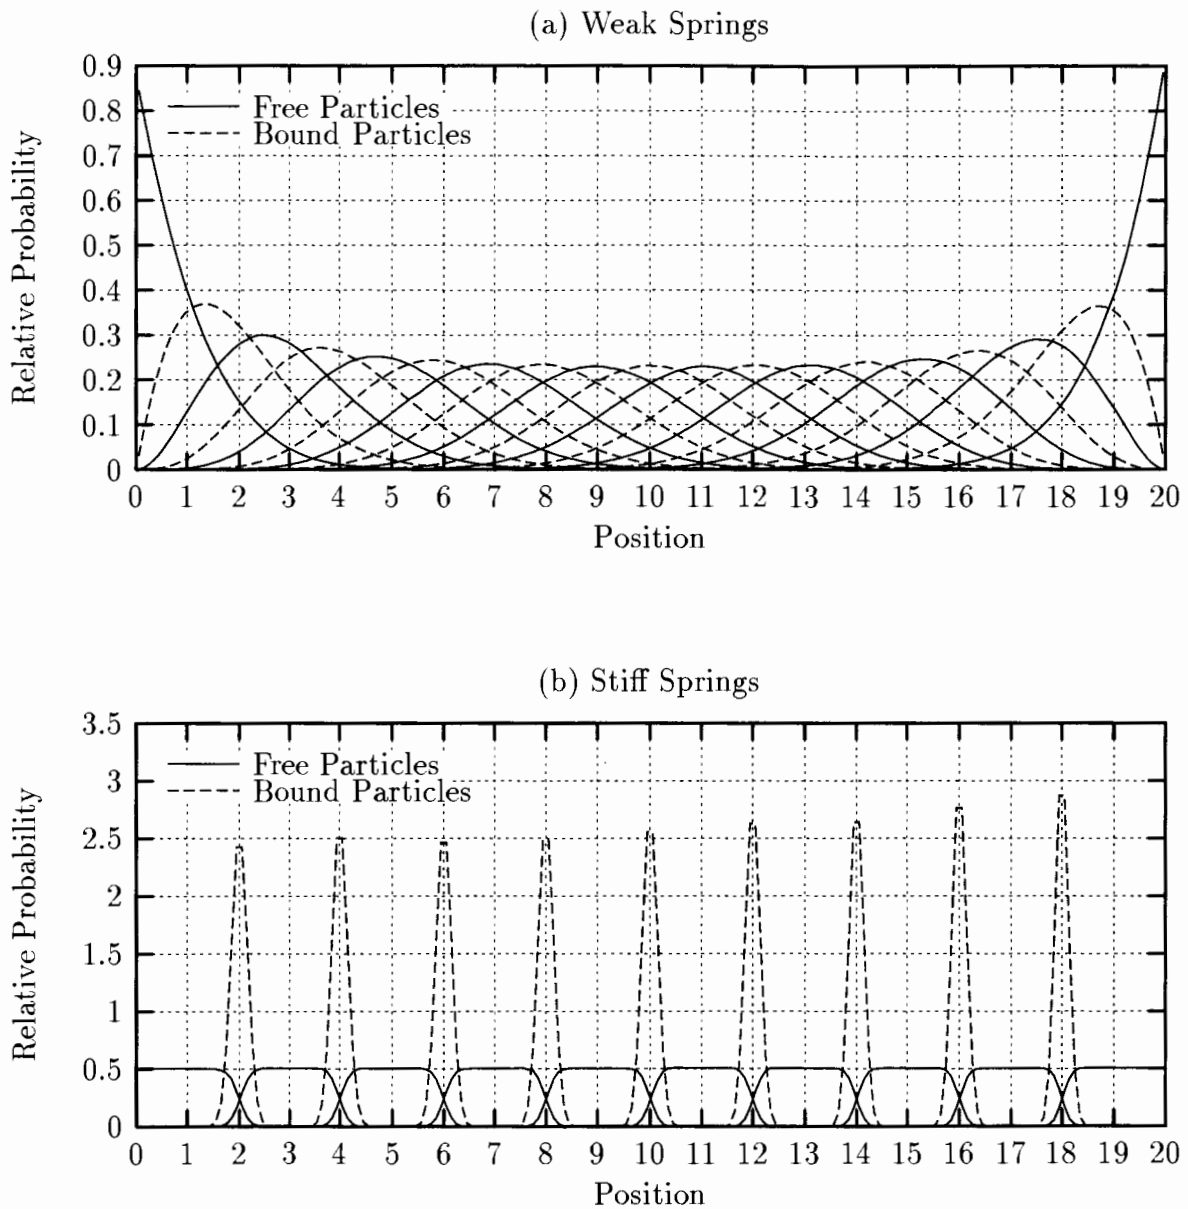 (a) Weak Springs
0.9
0.8
0.7
0.6
0.5
0.4
0.3
0.2
0.1
0
Relative Probability
Free Particles
Bound Particles
0 1 2 3 4 5 6 7 8 9 10 11 12 13 14 15 16 17 18 19 20
Position
(b) Stiff Springs
3.5
3
2.5
2
1.5
1
0.5
0
Relative Probability
Free Particles
Bound Particles
0 1 2 3 4 5 6 7 8 9 10 11 12 13 14 15 16 17 18 19 20
Position